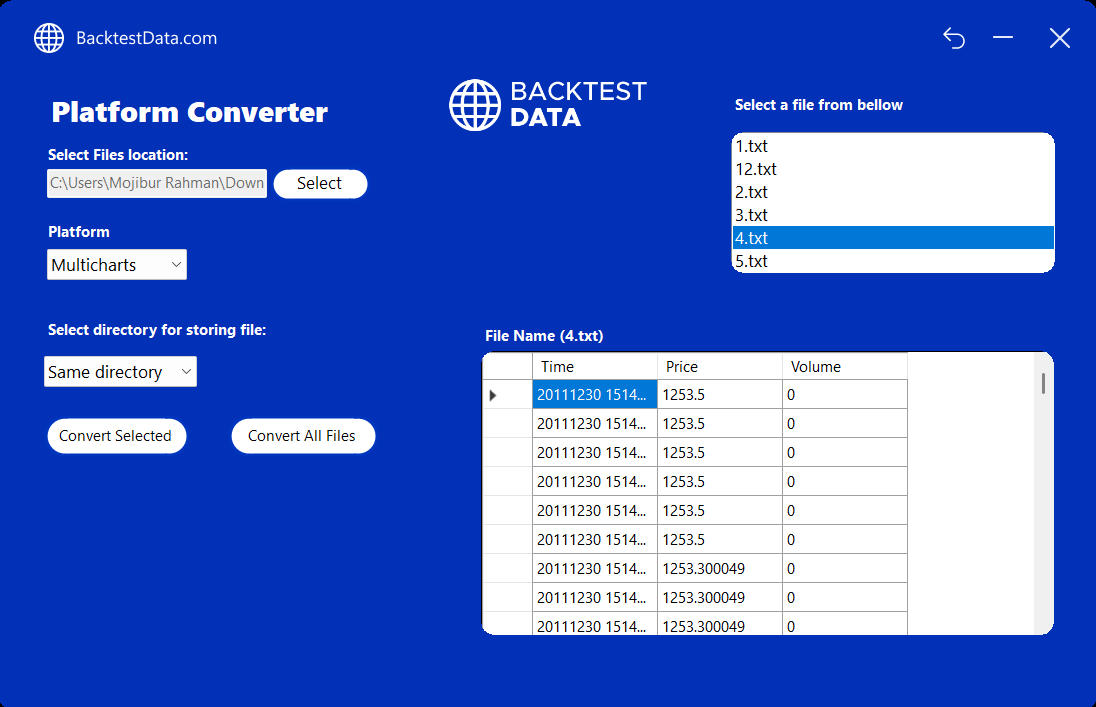 BacktestData.com
Platform Converter
Select Files location:
C:\Users\Mojibur Rahman\Down
Select
Platform
Multicharts
Select directory for storing file:
Same directory
Convert Selected
Convert All Files
BACKTEST
DATA
Select a file from bellow
1.txt
12.txt
2.txt
3.txt
4.txt
5.txt
File Name (4.txt)
Time Price Volume
20111230 1514... 1253.5 0
20111230 1514... 1253.5 0
20111230 1514... 1253.5 0
20111230 1514... 1253.5 0
20111230 1514... 1253.5 0
20111230 1514... 1253.5 0
20111230 1514... 1253.300049 0
20111230 1514... 1253.300049 0
20111230 1514... 1253.300049 0